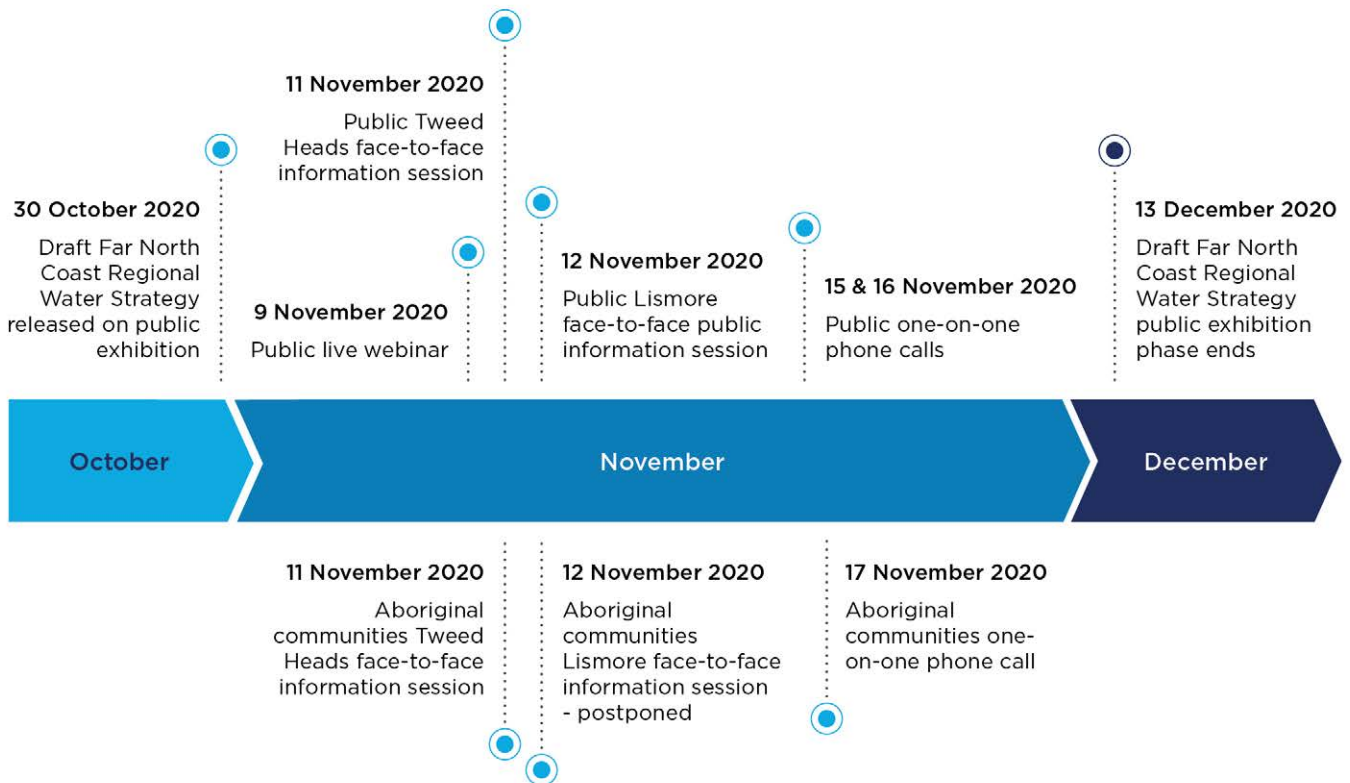 11 November 2020
Public Tweed
Heads face-to-face
information session
30 October 2020
Draft Far North
Coast Regional
Water Strategy
released on public
exhibition
9 November 2020
Public live webinar
12 November 2020
Public Lismore
face-to-face public
information session
15 & 16 November 2020
Public one-on-one
phone calls
13 December 2020
Draft Far North
Coast Regional
Water Strategy
public exhibition
phase ends
October
November
December
11 November 2020
Aboriginal
communities Tweed
Heads face-to-face
information session
12 November 2020
Aboriginal
communities
Lismore face-to-face
information session
- postponed
17 November 2020
Aboriginal
communities one-
on-one phone call